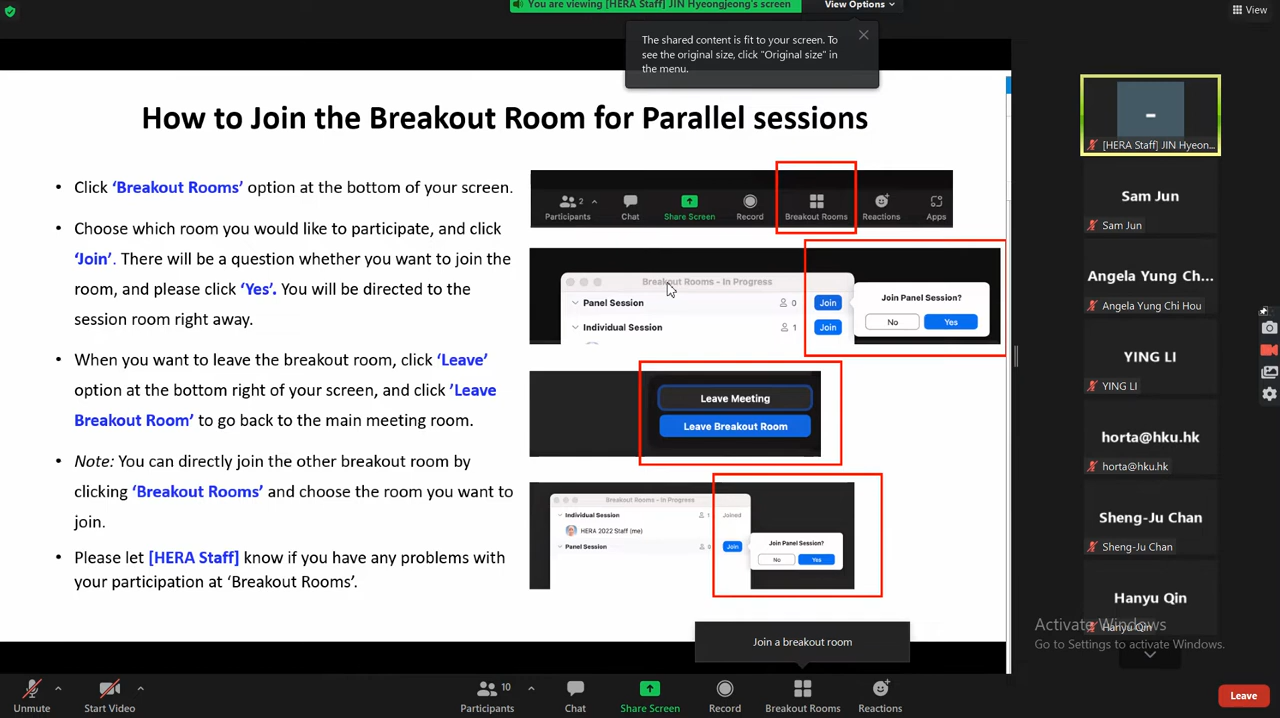 You are viewing [HERA Staff] JIN Hyeongjeong's screen
View Options
View
The shared content is fit to your screen. To
see the original size, click "Original size" in
the menu.
How to Join the Breakout Room for Parallel sessions
• Click ‘Breakout Rooms’ option at the bottom of your screen.
• Choose which room you would like to participate, and click
‘Join’. There will be a question whether you want to join the
room, and please click ‘Yes’. You will be directed to the
session room right away.
• When you want to leave the breakout room, click ‘Leave’
option at the bottom right of your screen, and click ’Leave
Breakout Room’ to go back to the main meeting room.
• Note: You can directly join the other breakout room by
clicking ‘Breakout Rooms’ and choose the room you want to
join.
• Please let [HERA Staff] know if you have any problems with
your participation at ‘Breakout Rooms’.
2
Participants
Chat
Share Screen
Record
Breakout Rooms
Reactions
Apps
Breakout Rooms - In Progress
Panel Session 0 Join
Individual Session 1 Join
Join Panel Session?
No Yes
Leave Meeting
Leave Breakout Room
Breakout Rooms - In Progress
Individual Session 1 Joined
HERA 2022 Staff (me)
Panel Session 0 Join
Join Panel Session?
No Yes
-
[HERA Staff] JIN Hyeon...
Sam Jun
Sam Jun
Angela Yung Ch...
Angela Yung Chi Hou
YING LI
YING LI
horta@hku.hk
horta@hku.hk
Sheng-Ju Chan
Sheng-Ju Chan
Hanyu Qin
Hanyu Qin
Activate Windows
Go to Settings to activate Windows.
Join a breakout room
Unmute
Start Video
10
Participants
Chat
Share Screen
Record
Breakout Rooms
Reactions
Leave